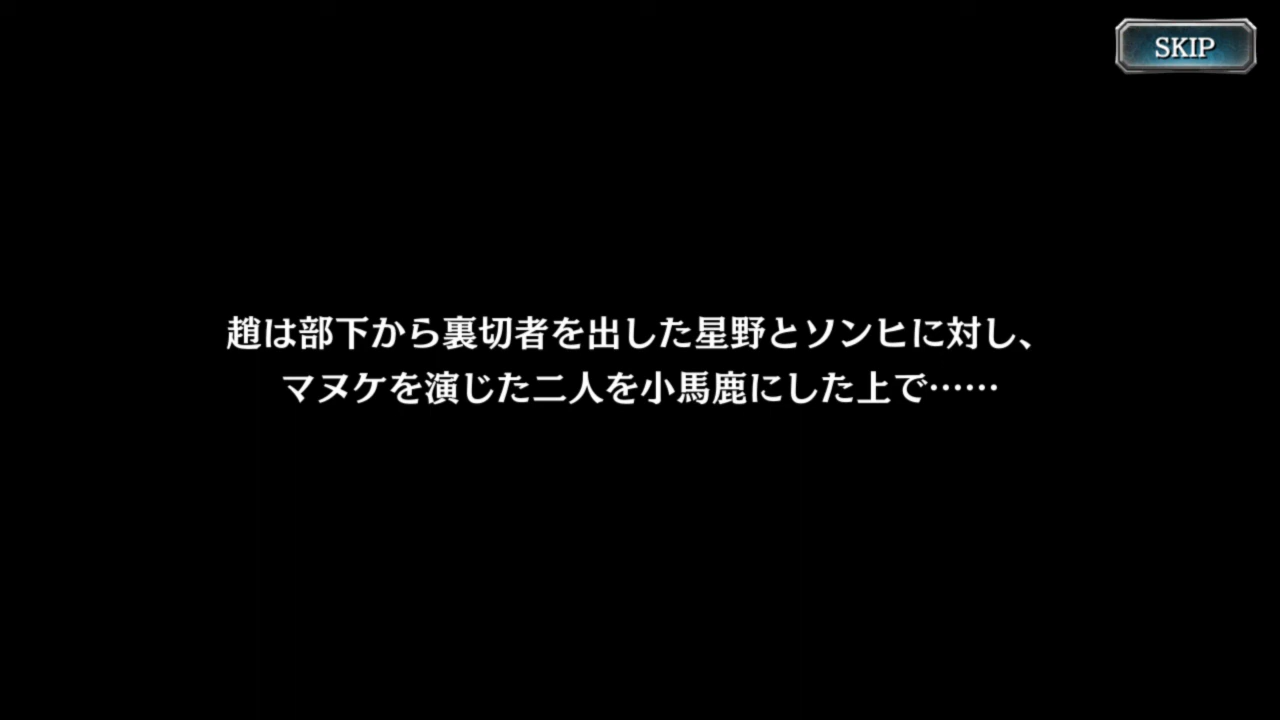 SKIP
趙は部下から裏切者を出した星野とソンヒに対し、
マヌケを演じた二人を小馬鹿にした上で……